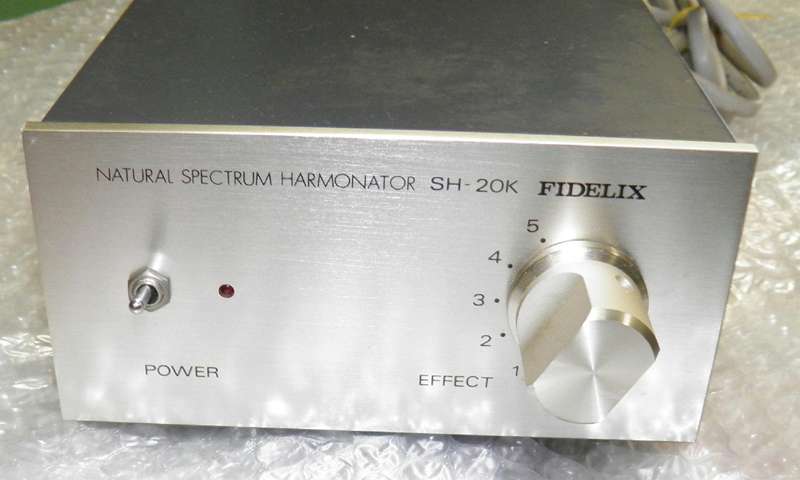 NATURAL SPECTRUM HARMONATOR SH-20K FIDELIX
5
4
3
2
1
POWER
EFFECT